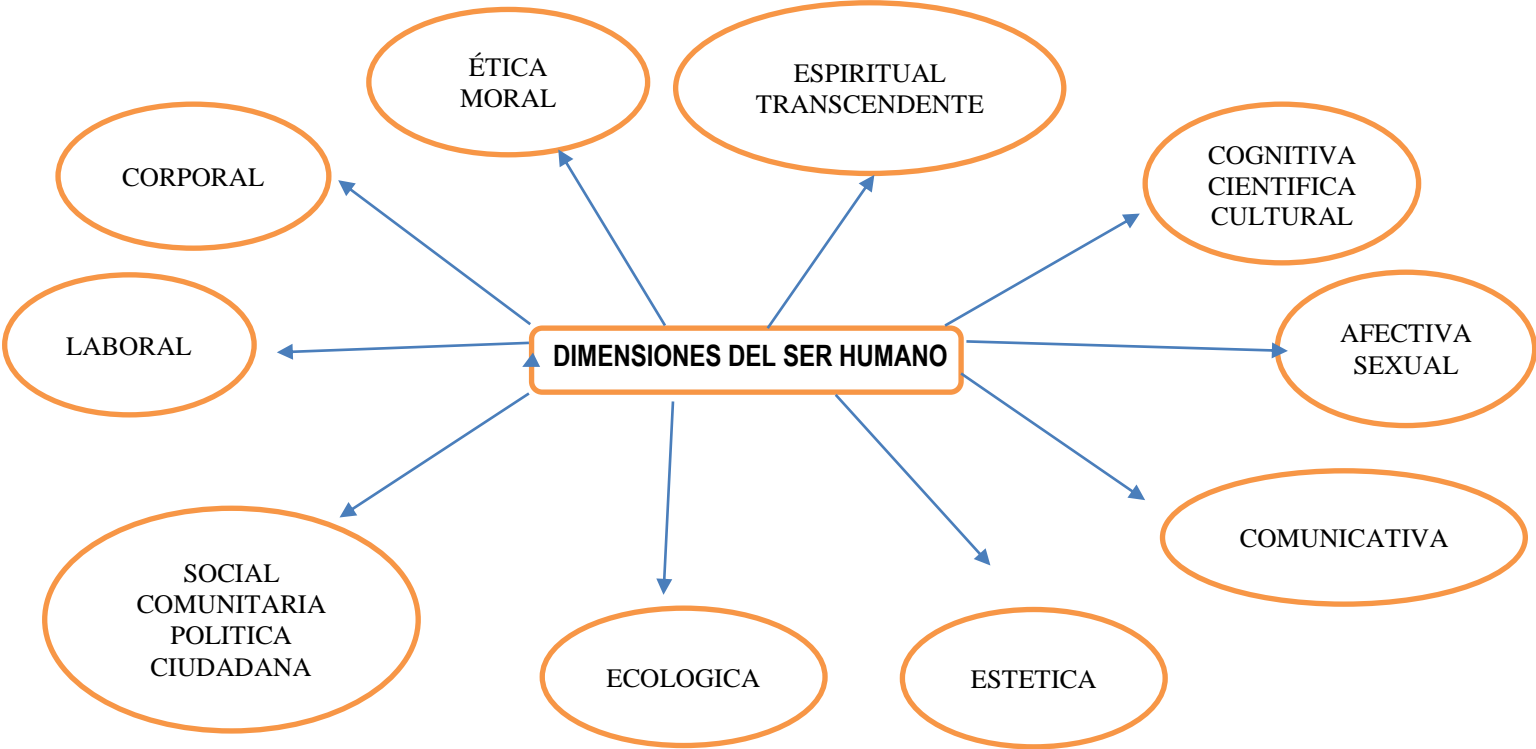 ÉTICA
MORAL
ESPIRITUAL
TRANSCENDENTE
CORPORAL
COGNITIVA
CIENTIFICA
CULTURAL
LABORAL
DIMENSIONES DEL SER HUMANO
AFECTIVA
SEXUAL
COMUNICATIVA
SOCIAL
COMUNITARIA
POLITICA
CIUDADANA
ECOLOGICA
ESTETICA